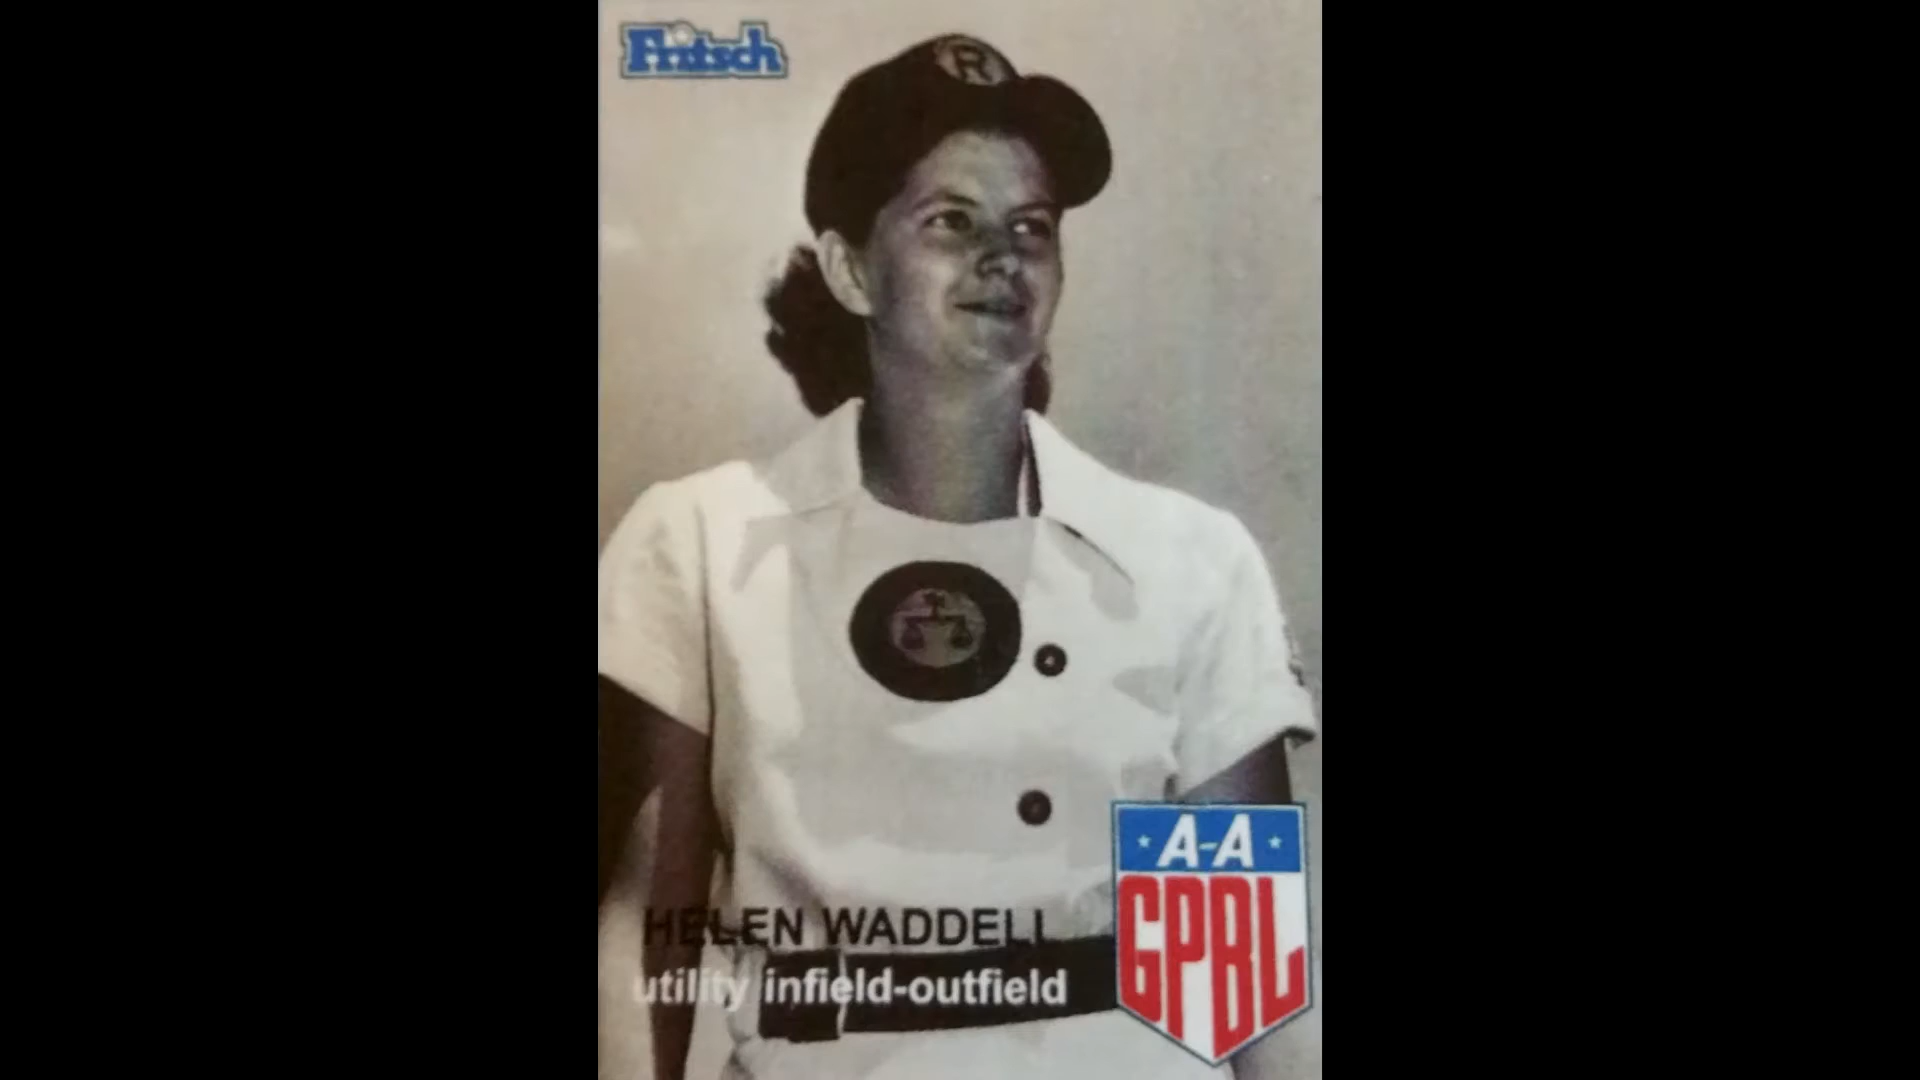 Fritsch
R
HELEN WADDELL
utility infield-outfield
A-A
GPBL